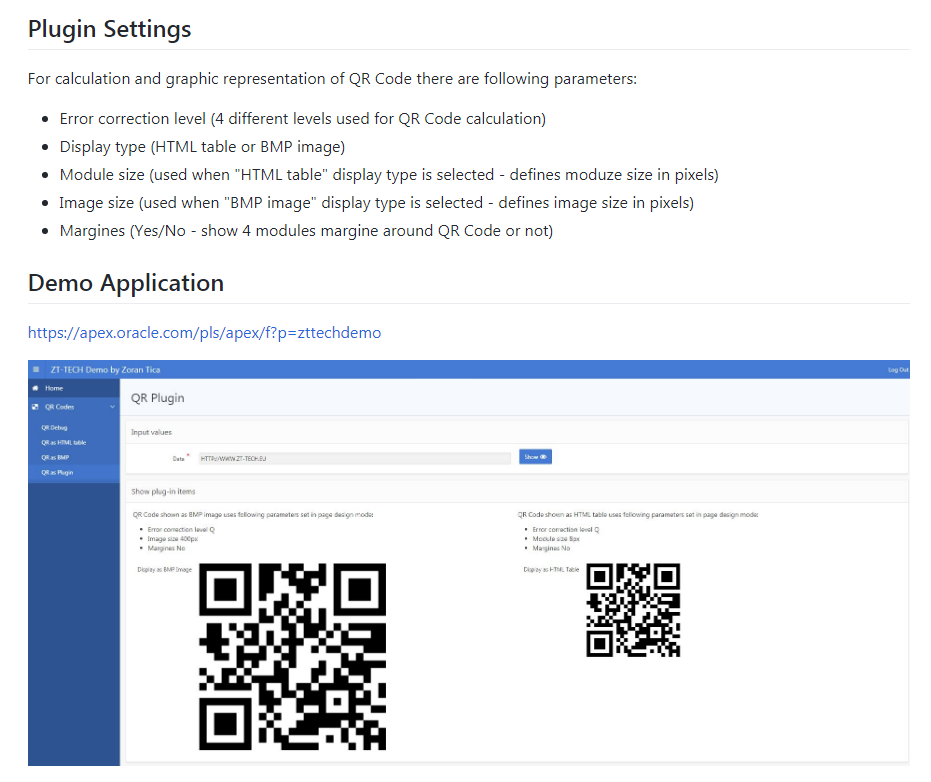 Plugin Settings
For calculation and graphic representation of QR Code there are following parameters:
Error correction level (4 different levels used for QR Code calculation)
Display type (HTML table or BMP image)
Module size (used when "HTML table" display type is selected - defines moduze size in pixels)
Image size (used when "BMP image" display type is selected - defines image size in pixels)
Margines (Yes/No - show 4 modules margine around QR Code or not)
Demo Application
https://apex.oracle.com/pls/apex/f?p=zttechdemo
ZT-TECH Demo by Zoran Tica
Log Out
Home
QR Codes
QR Debug
QR as HTML table
QR as BMP
QR as Plugin
QR Plugin
Input values
Data *
HTTP://WWW.ZT-TECH.EU
Show
Show plug-in items
QR Code shown as BMP image uses following parameters set in page design mode:
Error correction level Q
Image size 400px
Margines No
Display as BMP Image
QR Code shown as HTML table uses following parameters set in page design mode:
Error correction level Q
Module size 8px
Margines No
Display as HTML Table